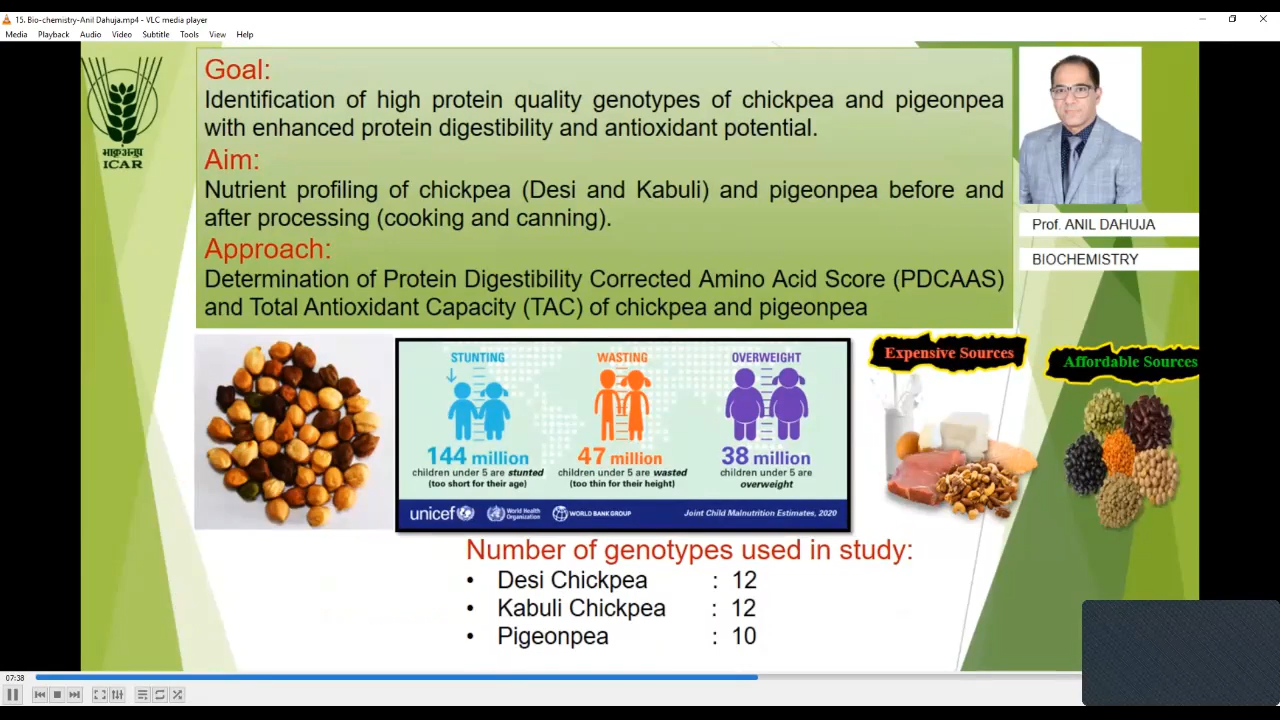 15. Bio-chemistry-Anil Dahuja.mp4 - VLC media player
Media Playback Audio Video Subtitle Tools View Help
भाकृअनुप
ICAR
Goal:
Identification of high protein quality genotypes of chickpea and pigeonpea
with enhanced protein digestibility and antioxidant potential.
Aim:
Nutrient profiling of chickpea (Desi and Kabuli) and pigeonpea before and
after processing (cooking and canning).
Approach:
Determination of Protein Digestibility Corrected Amino Acid Score (PDCAAS)
and Total Antioxidant Capacity (TAC) of chickpea and pigeonpea
Prof. ANIL DAHUJA
BIOCHEMISTRY
STUNTING
144 million
children under 5 are stunted
(too short for their age)
WASTING
47 million
children under 5 are wasted
(too thin for their height)
OVERWEIGHT
38 million
children under 5 are
overweight
unicef
World Health
Organization
WORLD BANK GROUP
Joint Child Malnutrition Estimates, 2020
Expensive Sources
Affordable Sources
Number of genotypes used in study:
• Desi Chickpea : 12
• Kabuli Chickpea : 12
• Pigeonpea : 10
07:38